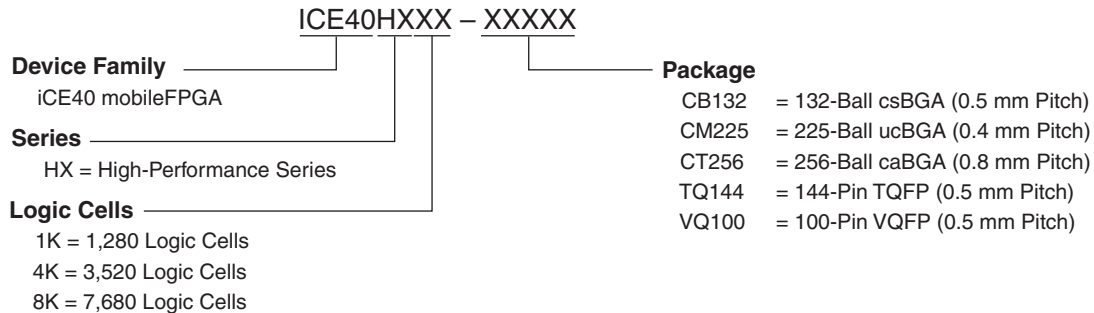 ICE40HXXX – XXXXX
Device Family
iCE40 mobileFPGA
Series
HX = High-Performance Series
Logic Cells
1K = 1,280 Logic Cells
4K = 3,520 Logic Cells
8K = 7,680 Logic Cells
Package
CB132 = 132-Ball csBGA (0.5 mm Pitch)
CM225 = 225-Ball ucBGA (0.4 mm Pitch)
CT256 = 256-Ball caBGA (0.8 mm Pitch)
TQ144 = 144-Pin TQFP (0.5 mm Pitch)
VQ100 = 100-Pin VQFP (0.5 mm Pitch)